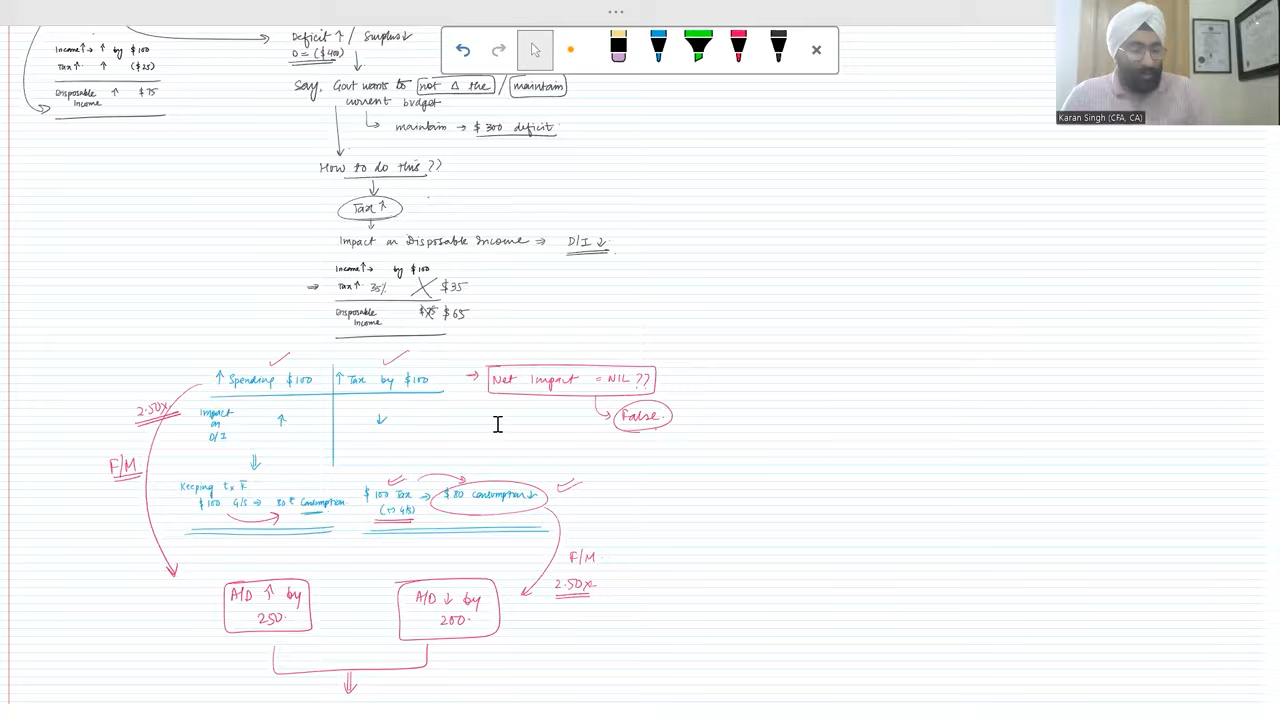 Income↑→ ↑ by $100
Tax↑ ↑ ($25)
Disposable Income ↑ $75
Deficit ↑ / Surplus↓
D = ($400)
Say, Govt wants to not Δ the / maintain
current budget
maintain → $300 deficit
How to do this ??
Tax ↑
Impact on Disposable Income ⇒ D/I ↓
Income↑→ by $100
⇒ Tax↑ 35% $35
Disposable Income $75 $65
↑ Spending $100 ↑ Tax by $100 → Net Impact = NIL ??
2.50x Impact on D/I ↑ ↓ False.
F/M
Keeping tax
$100 G/S → 80 Consumption
$100 Tax → $80 Consumption↓
(↔ G/S)
F/M
2.50x
A/D ↑ by 250.
A/D ↓ by 200.
Karan Singh (CFA, CA)